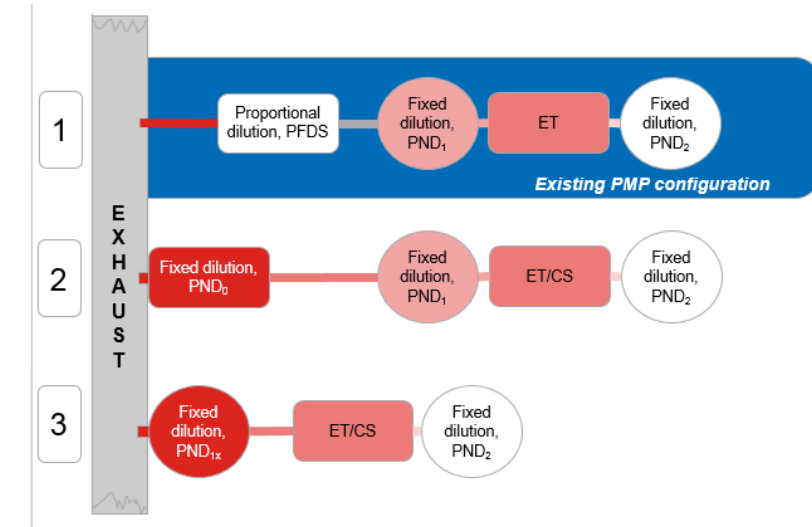 1
Proportional
dilution, PFDS
Fixed
dilution,
PND₁
ET
Fixed
dilution,
PND₂
Existing PMP configuration
EXHAUST
2
Fixed dilution,
PND₀
Fixed
dilution,
PND₁
ET/CS
Fixed
dilution,
PND₂
3
Fixed
dilution,
PND₁ₓ
ET/CS
Fixed
dilution,
PND₂